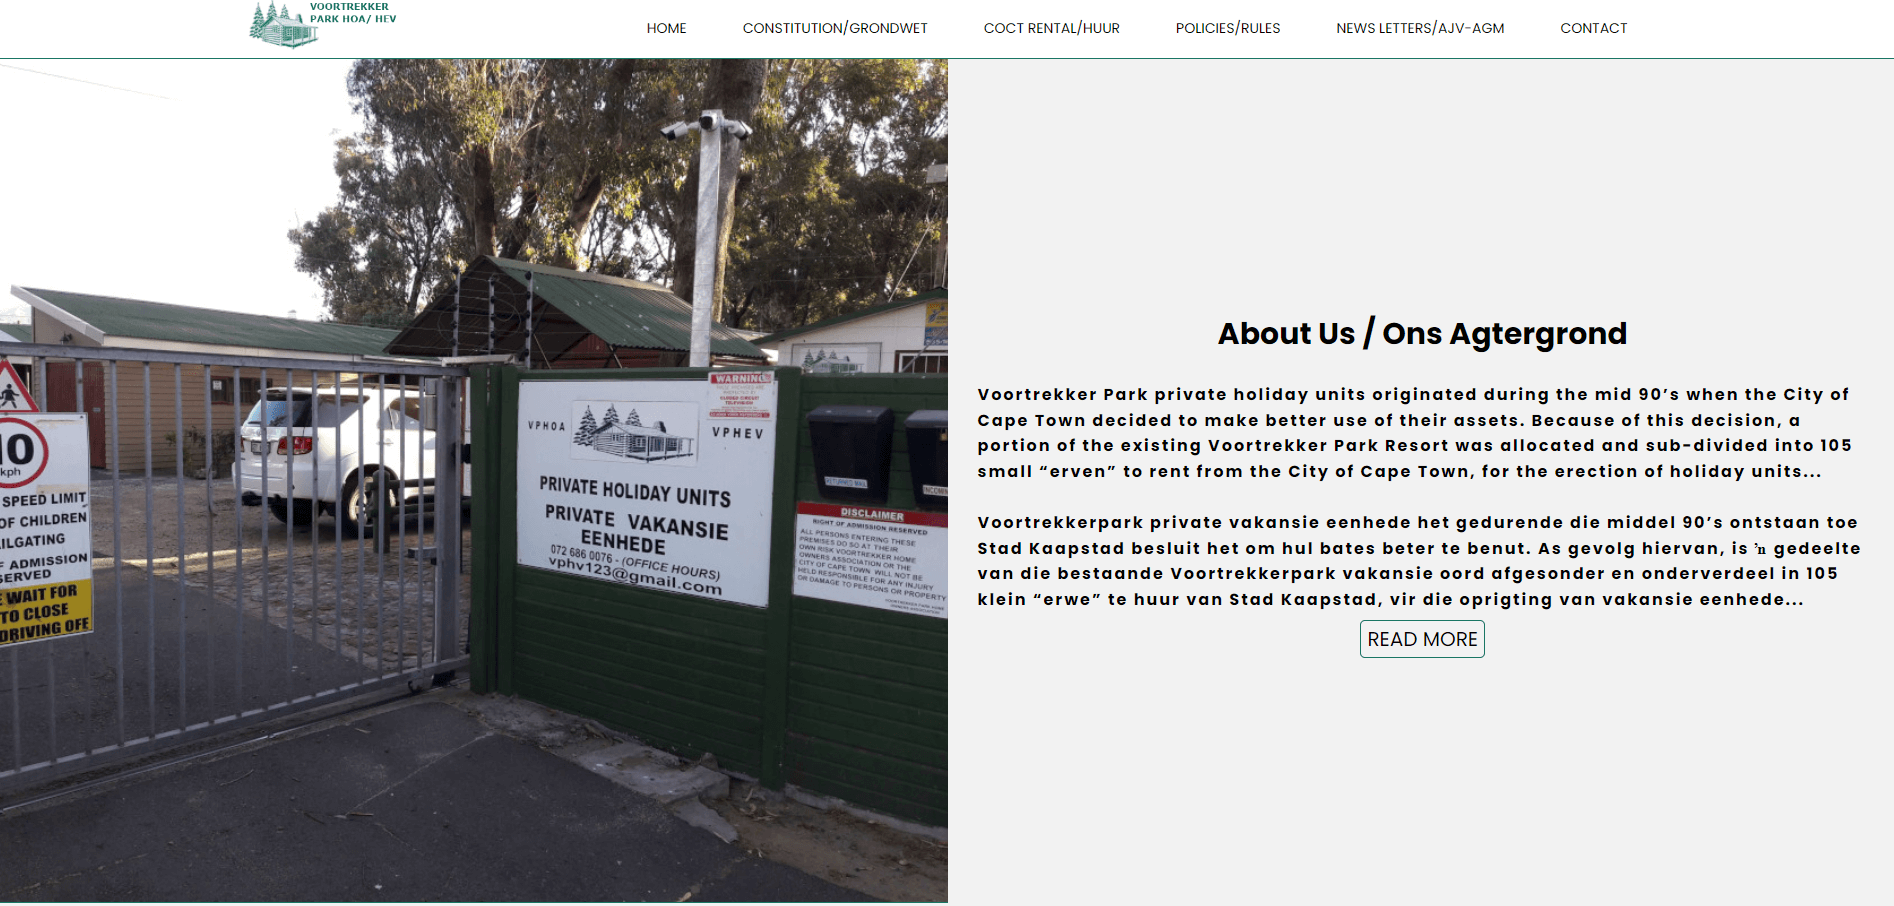 VOORTREKKER
PARK HOA/ HEV
HOME
CONSTITUTION/GRONDWET
COCT RENTAL/HUUR
POLICIES/RULES
NEWS LETTERS/AJV-AGM
CONTACT
10
kph
SPEED LIMIT
OF CHILDREN
ADMISSION
WAIT FOR
TO CLOSE
DRIVING OFF
VPHOA
VPHEV
PRIVATE HOLIDAY UNITS
PRIVATE VAKANSIE
EENHEDE
072 686 0076 - (OFFICE HOURS)
vphv123@gmail.com
WARNING
CLOSED CIRCUIT
TELEVISION
RETURNED MAIL
DISCLAIMER
RIGHT OF ADMISSION RESERVED
ALL PERSONS ENTERING THESE
PREMISES DO SO AT THEIR
OWN RISK VOORTREKKER HOME
OWNERS ASSOCIATION OR THE
CITY OF CAPE TOWN WILL NOT BE
HELD RESPONSIBLE FOR ANY INJURY
OR DAMAGE TO PERSONS OR PROPERTY
About Us / Ons Agtergrond
Voortrekker Park private holiday units originated during the mid 90’s when the City of
Cape Town decided to make better use of their assets. Because of this decision, a
portion of the existing Voortrekker Park Resort was allocated and sub-divided into 105
small “erven” to rent from the City of Cape Town, for the erection of holiday units...
Voortrekkerpark private vakansie eenhede het gedurende die middel 90’s ontstaan toe
Stad Kaapstad besluit het om hul bates beter te benut. As gevolg hiervan, is ŉ gedeelte
van die bestaande Voortrekkerpark vakansie oord afgesonder en onderverdeel in 105
klein “erwe” te huur van Stad Kaapstad, vir die oprigting van vakansie eenhede...
READ MORE